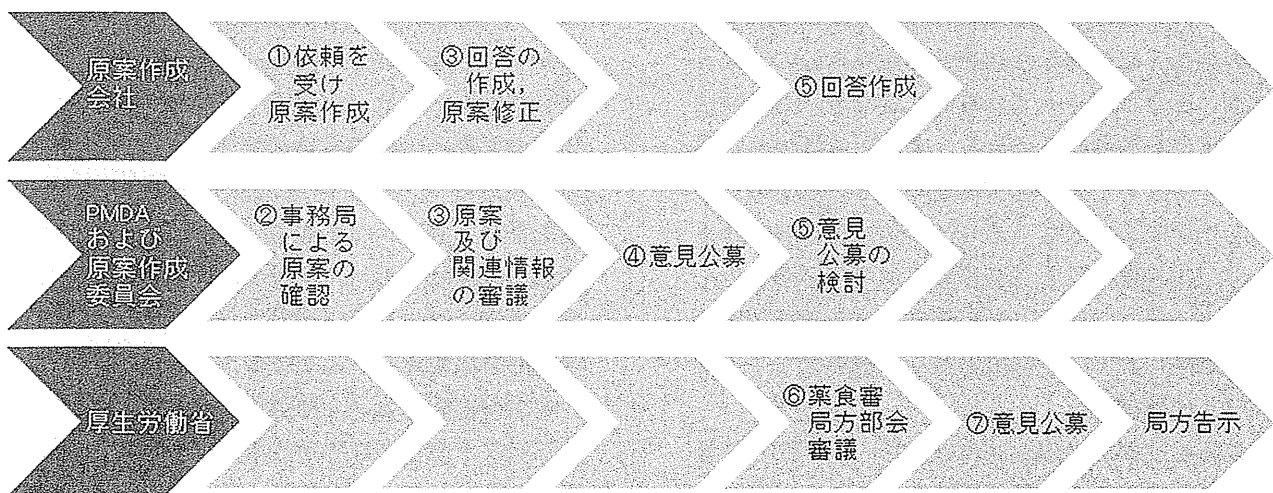 原案作成
会社
①依頼を
受け
原案作成
③回答の
作成,
原案修正
⑤回答作成
PMDA
および
原案作成
委員会
②事務局
による
原案の
確認
③原案
及び
関連情報
の審議
④意見公募
⑤意見
公募の
検討
厚生労働省
⑥薬食審
局方部会
審議
⑦意見公募
局方告示